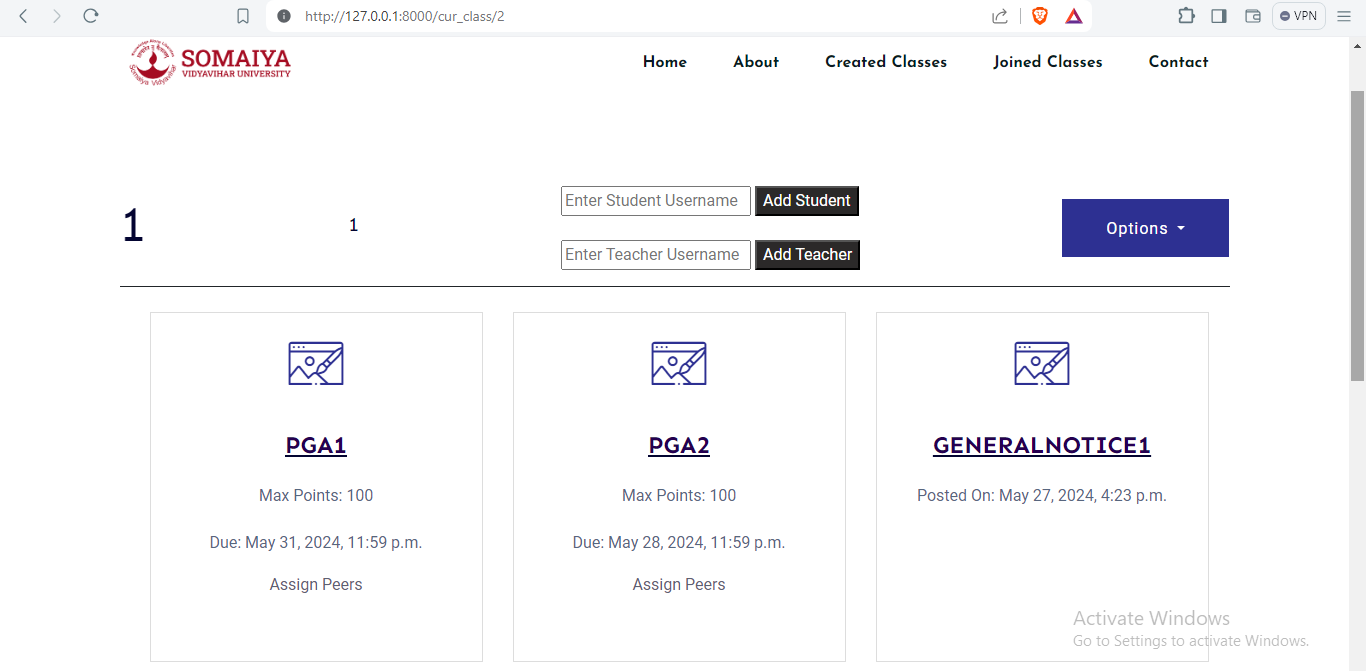 http://127.0.0.1:8000/cur_class/2
VPN
SOMAIYA
VIDYAVIHAR UNIVERSITY
Somaiya Vidyavihar
Home About Created Classes Joined Classes Contact
1
1
Enter Student Username Add Student
Enter Teacher Username Add Teacher
Options
PGA1
Max Points: 100
Due: May 31, 2024, 11:59 p.m.
Assign Peers
PGA2
Max Points: 100
Due: May 28, 2024, 11:59 p.m.
Assign Peers
GENERALNOTICE1
Posted On: May 27, 2024, 4:23 p.m.
Activate Windows
Go to Settings to activate Windows.